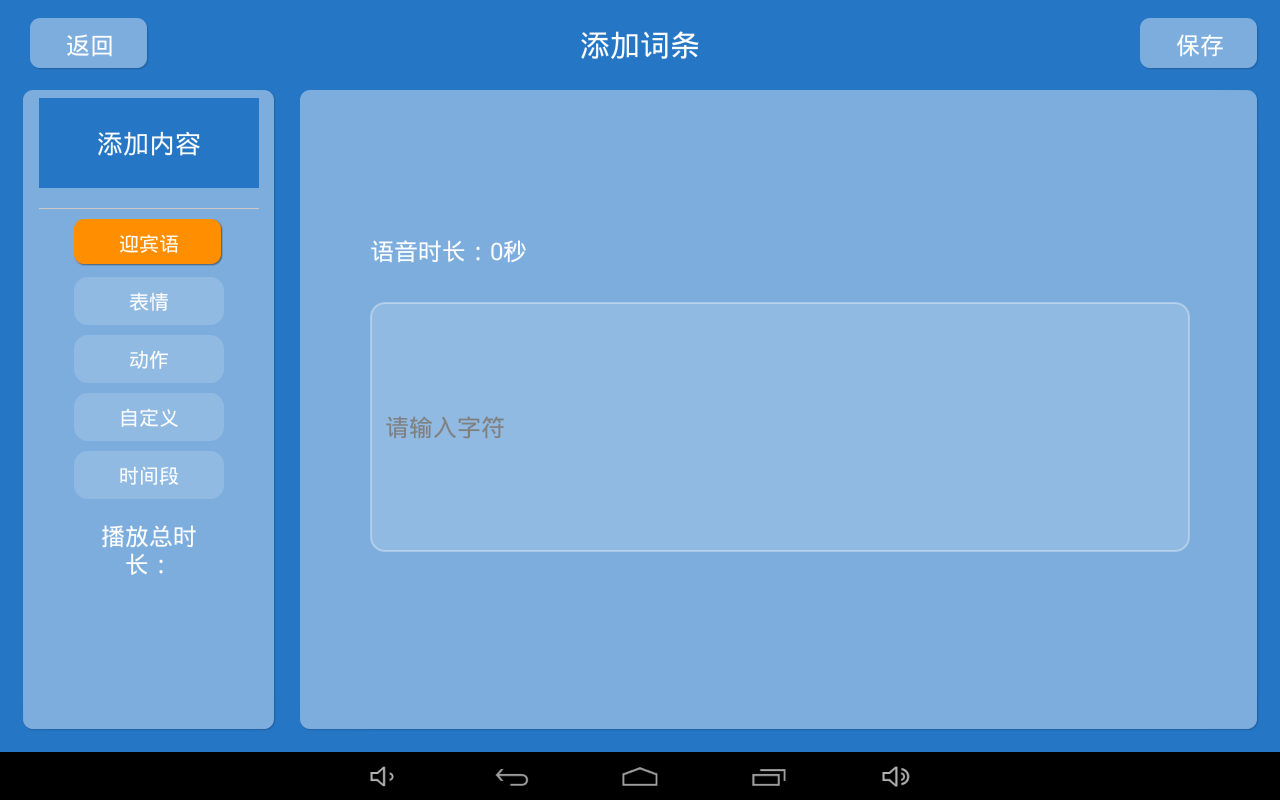 返回
添加词条
保存
添加内容
迎宾语
表情
动作
自定义
时间段
播放总时
长：
语音时长：0秒
请输入字符